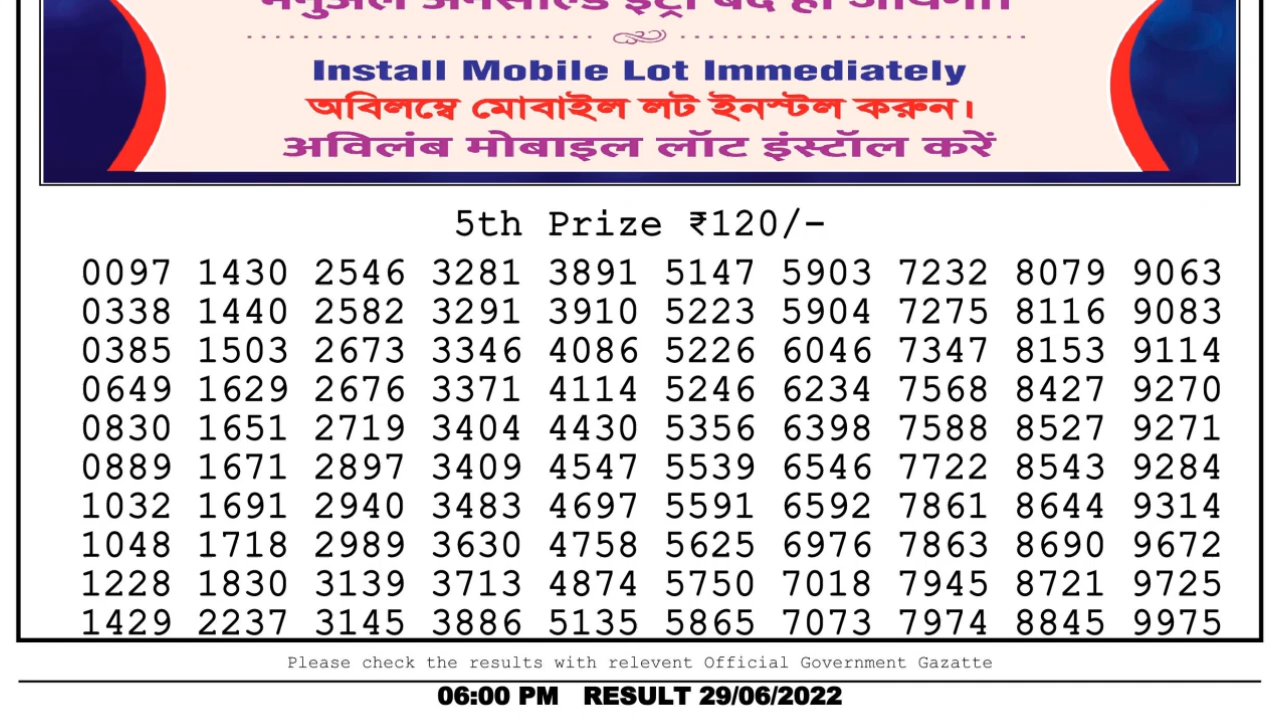 Install Mobile Lot Immediately
অবিলম্বে মোবাইল লট ইনস্টল করুন।
अविलंब मोबाइल लॉट इंस्टॉल करें
5th Prize ₹120/-
0097 1430 2546 3281 3891 5147 5903 7232 8079 9063
0338 1440 2582 3291 3910 5223 5904 7275 8116 9083
0385 1503 2673 3346 4086 5226 6046 7347 8153 9114
0649 1629 2676 3371 4114 5246 6234 7568 8427 9270
0830 1651 2719 3404 4430 5356 6398 7588 8527 9271
0889 1671 2897 3409 4547 5539 6546 7722 8543 9284
1032 1691 2940 3483 4697 5591 6592 7861 8644 9314
1048 1718 2989 3630 4758 5625 6976 7863 8690 9672
1228 1830 3139 3713 4874 5750 7018 7945 8721 9725
1429 2237 3145 3886 5135 5865 7073 7974 8845 9975
Please check the results with relevent Official Government Gazatte
06:00 PM RESULT 29/06/2022